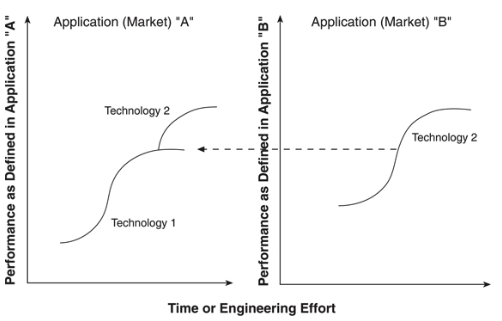 Application (Market) "A"
Application (Market) "B"
Performance as Defined in Application "A"
Technology 2
Technology 1
Performance as Defined in Application "B"
Technology 2
Time or Engineering Effort